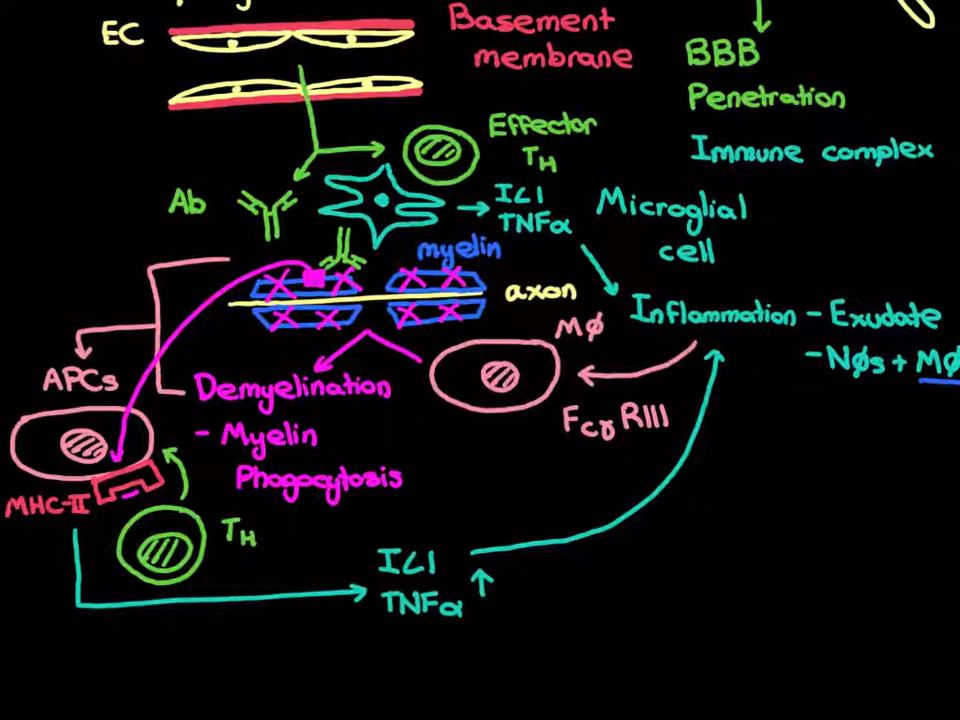 EC
Basement
membrane
BBB
Penetration
Immune complex
Effector
TH
Ab
IL1
TNFα
Microglial
cell
myelin
axon
Inflammation - Exudate
- NØs + MØ
MØ
APCs
Demyelination
- Myelin
Phogocytosis
FcγRIII
MHC-II
TH
IL1
TNFα